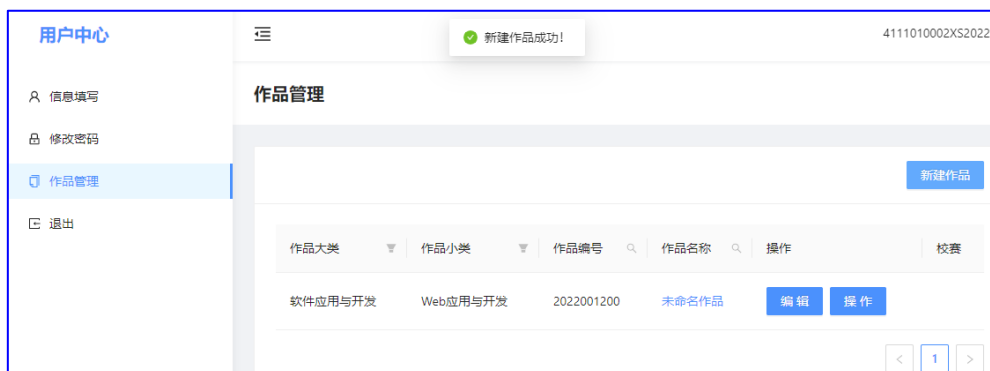 用户中心
新建作品成功!
4111010002XS2022
信息填写
作品管理
修改密码
作品管理
新建作品
退出
作品大类 作品小类 作品编号 作品名称 操作 校赛
软件应用与开发 Web应用与开发 2022001200 未命名作品 编辑 操作
< 1 >